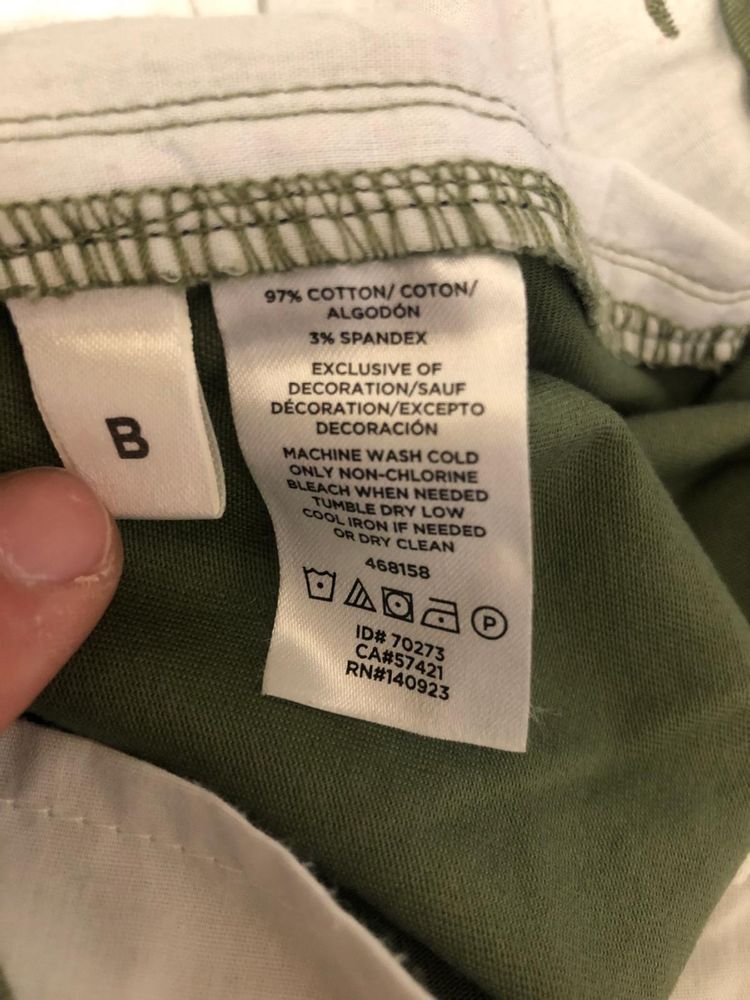 B
97% COTTON/ COTON/
ALGODÓN
3% SPANDEX
EXCLUSIVE OF
DECORATION/SAUF
DÉCORATION/EXCEPTO
DECORACIÓN
MACHINE WASH COLD
ONLY NON-CHLORINE
BLEACH WHEN NEEDED
TUMBLE DRY LOW
COOL IRON IF NEEDED
OR DRY CLEAN
468158
P
ID# 70273
CA#57421
RN#140923